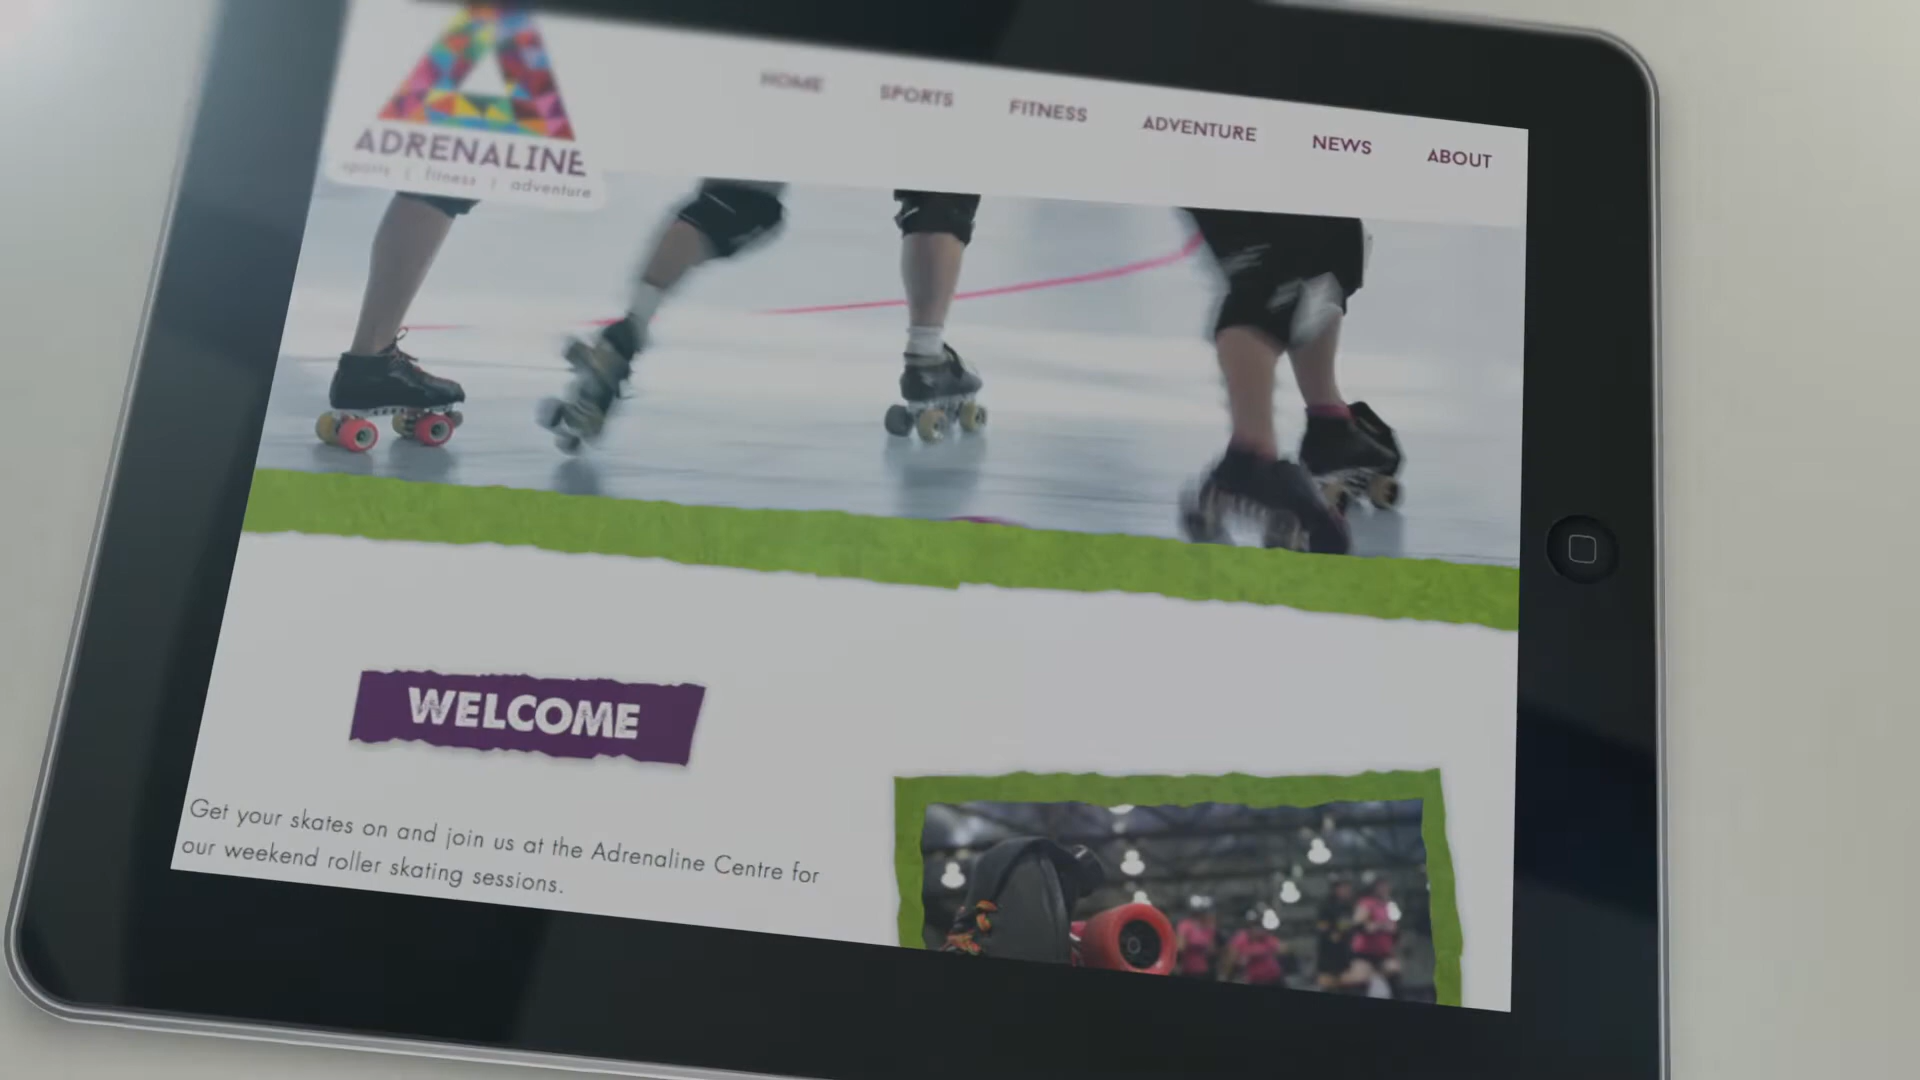 ADRENALINE
sports | fitness | adventure
HOME SPORTS FITNESS ADVENTURE NEWS ABOUT
WELCOME
Get your skates on and join us at the Adrenaline Centre for
our weekend roller skating sessions.